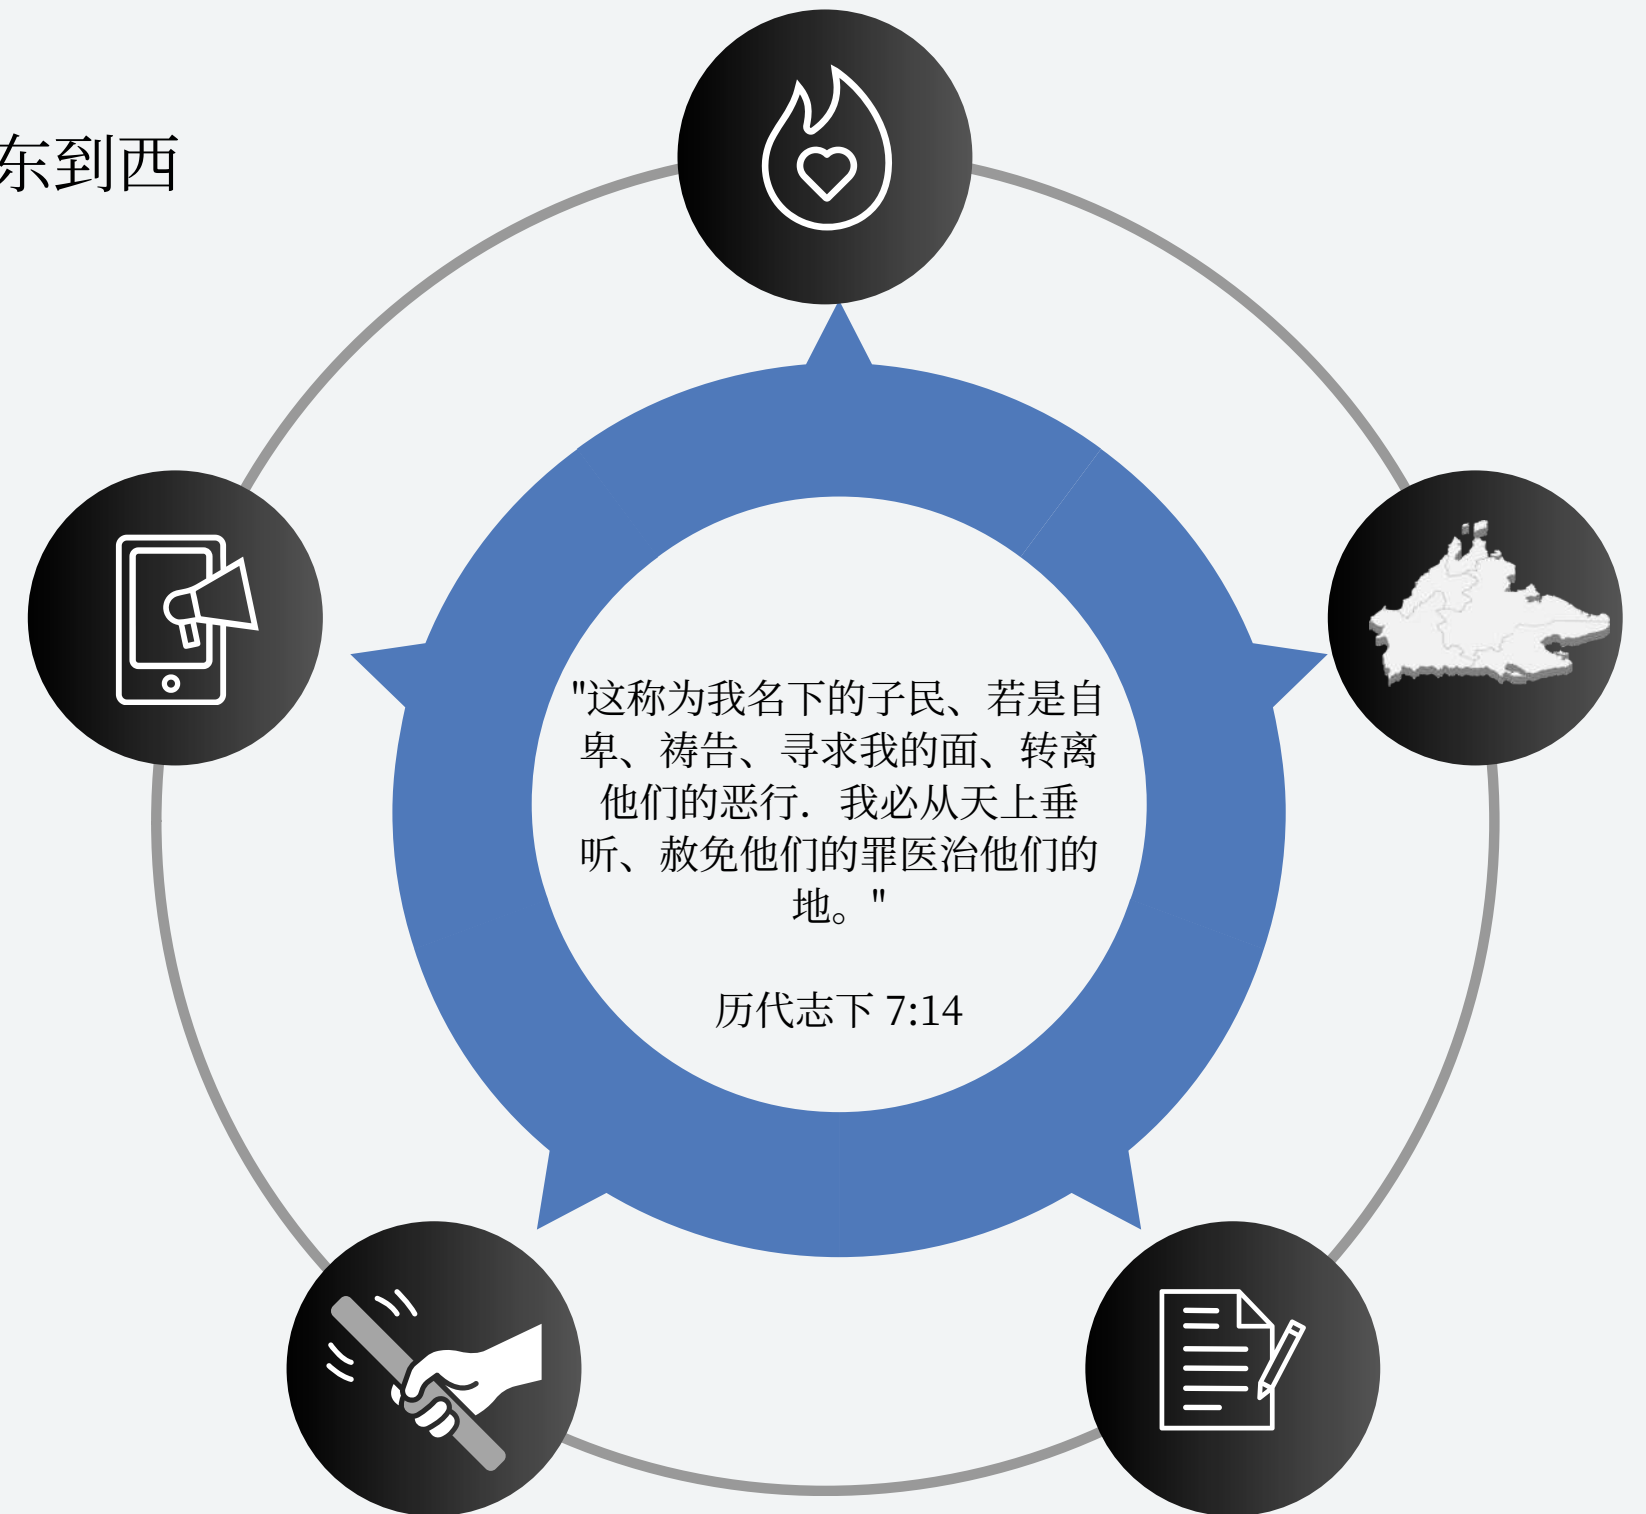 东到西
"这称为我名下的子民、若是自
卑、祷告、寻求我的面、转离
他们的恶行．我必从天上垂
听、赦免他们的罪医治他们的
地。"
历代志下 7:14